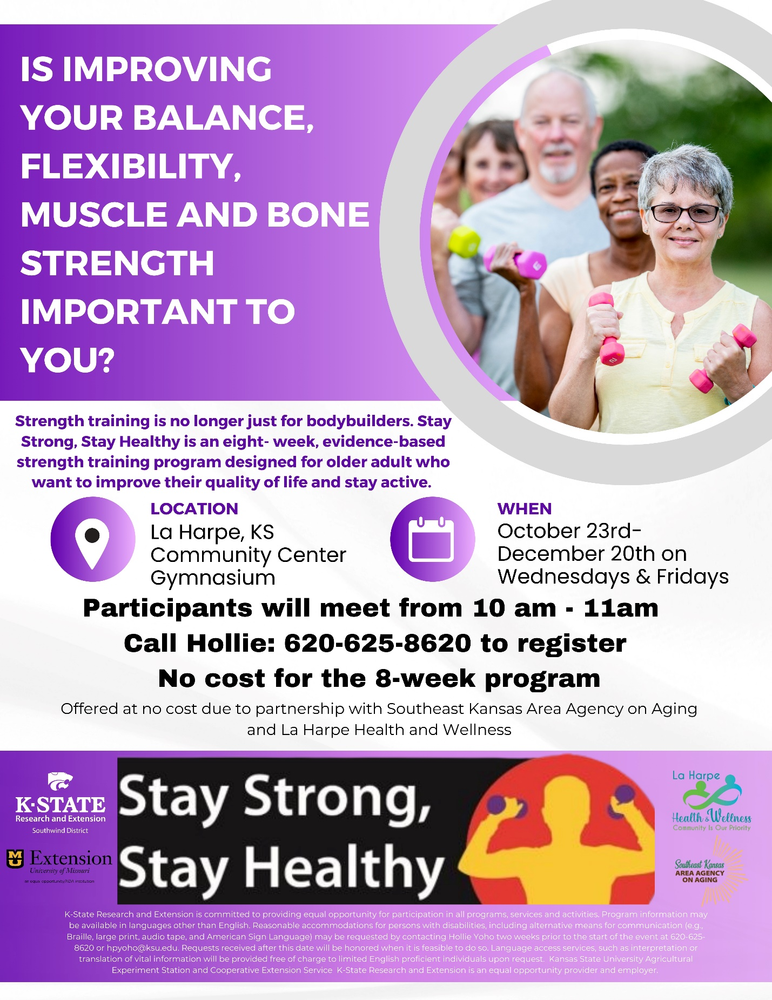 IS IMPROVING
YOUR BALANCE,
FLEXIBILITY,
MUSCLE AND BONE
STRENGTH
IMPORTANT TO
YOU?
Strength training is no longer just for bodybuilders. Stay
Strong, Stay Healthy is an eight- week, evidence-based
strength training program designed for older adult who
want to improve their quality of life and stay active.
LOCATION
La Harpe, KS
Community Center
Gymnasium
WHEN
October 23rd-
December 20th on
Wednesdays & Fridays
Participants will meet from 10 am - 11am
Call Hollie: 620-625-8620 to register
No cost for the 8-week program
Offered at no cost due to partnership with Southeast Kansas Area Agency on Aging
and La Harpe Health and Wellness
K-STATE
Research and Extension
Southwind District
MU Extension
University of Missouri
an equal opportunity/ADA institution
Stay Strong,
Stay Healthy
La Harpe
Health & Wellness
Community Is Our Priority
Southeast Kansas
AREA AGENCY
ON AGING
K-State Research and Extension is committed to providing equal opportunity for participation in all programs, services and activities. Program information may
be available in languages other than English. Reasonable accommodations for persons with disabilities, including alternative means for communication (e.g.,
Braille, large print, audio tape, and American Sign Language) may be requested by contacting Hollie Yoho two weeks prior to the start of the event at 620-625-
8620 or hpyoho@ksu.edu. Requests received after this date will be honored when it is feasible to do so. Language access services, such as interpretation or
translation of vital information will be provided free of charge to limited English proficient individuals upon request. Kansas State University Agricultural
Experiment Station and Cooperative Extension Service K-State Research and Extension is an equal opportunity provider and employer.